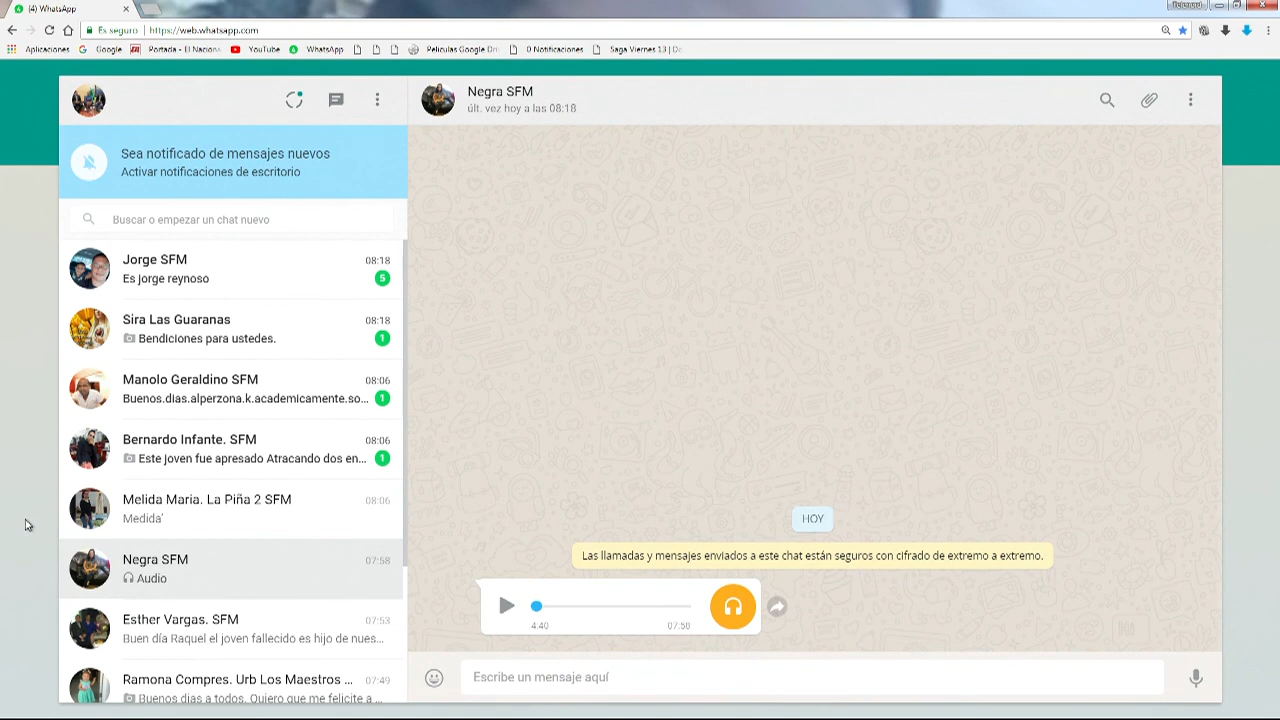 (4) WhatsApp
Es seguro | https://web.whatsapp.com
Aplicaciones Google Portada - El Naciona YouTube WhatsApp Peliculas Google Dri 0 Notificaciones Saga Viernes 13 | De
Negra SFM
últ. vez hoy a las 08:18
Sea notificado de mensajes nuevos
Activar notificaciones de escritorio
Buscar o empezar un chat nuevo
Jorge SFM 08:18
Es jorge reynoso 5
Sira Las Guaranas 08:18
Bendiciones para ustedes. 1
Manolo Geraldino SFM 08:06
Buenos.dias.alperzona.k.academicamente.so... 1
Bernardo Infante. SFM 08:06
Este joven fue apresado Atracando dos en... 1
Melida Maria. La Piña 2 SFM 08:06
Medida'
Negra SFM 07:58
Audio
Esther Vargas. SFM 07:53
Buen día Raquel el joven fallecido es hijo de nues...
Ramona Compres. Urb Los Maestros ... 07:49
Buenos dias a todos. Quiero que me felicite a ...
HOY
Las llamadas y mensajes enviados a este chat están seguros con cifrado de extremo a extremo.
4:40 07:58
Escribe un mensaje aquí